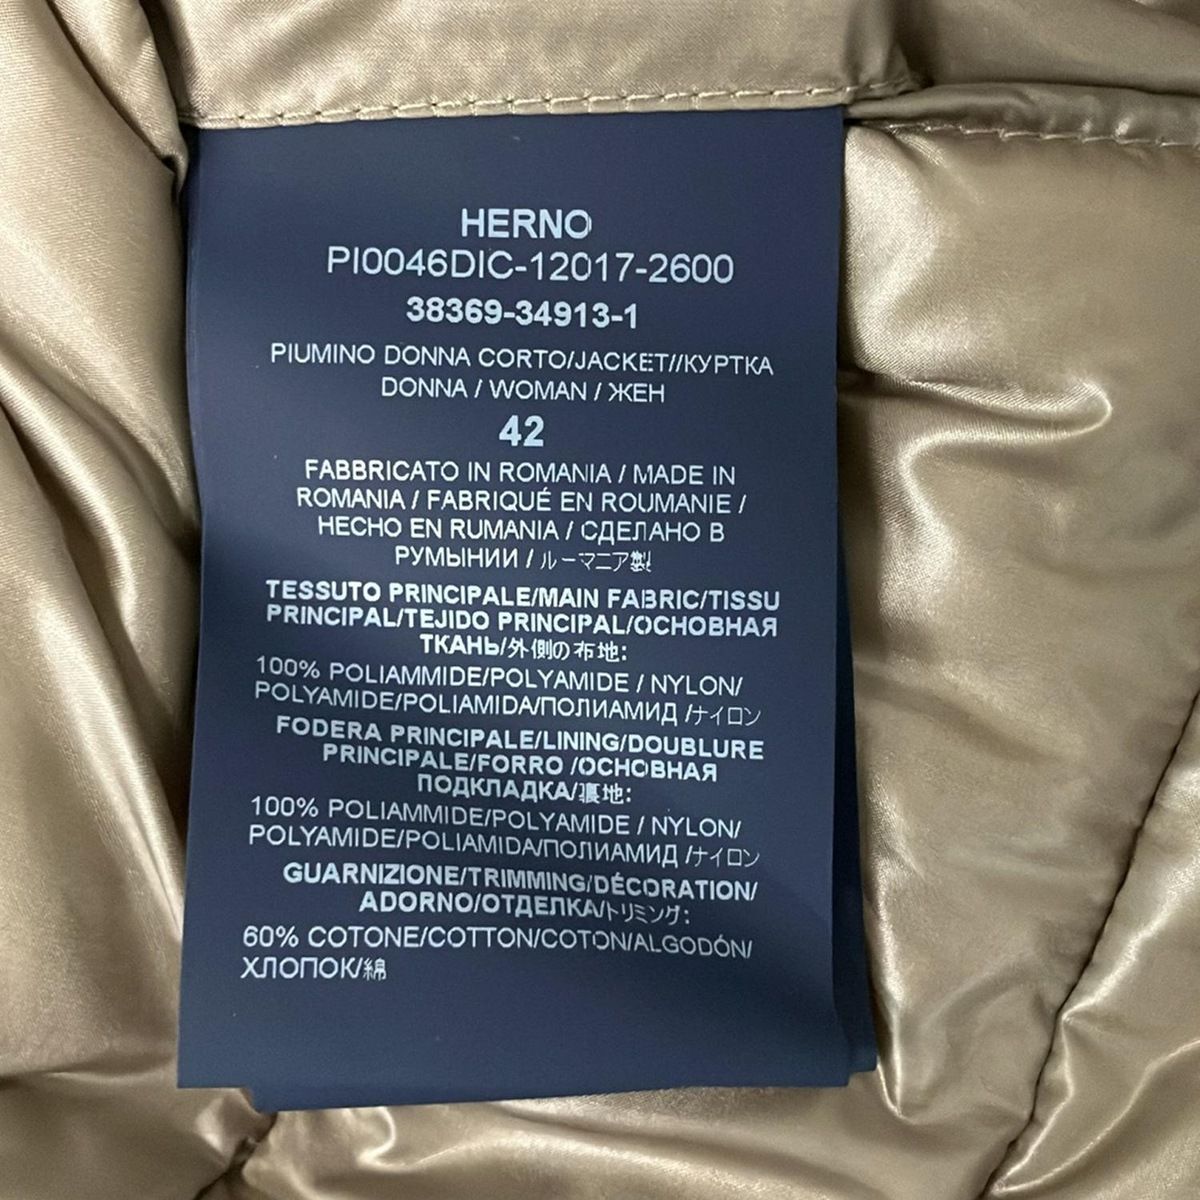 HERNO
PI0046DIC-12017-2600
38369-34913-1
PIUMINO DONNA CORTO/JACKET//КУРТКА
DONNA / WOMAN / ЖЕН
42
FABBRICATO IN ROMANIA / MADE IN
ROMANIA / FABRIQUÉ EN ROUMANIE /
HECHO EN RUMANIA / СДЕЛАНО В
РУМЫНИИ / ルーマニア製
TESSUTO PRINCIPALE/MAIN FABRIC/TISSU
PRINCIPAL/TEJIDO PRINCIPAL/ОСНОВНАЯ
ТКАНЬ/外側の布地:
100% POLIAMMIDE/POLYAMIDE / NYLON/
POLYAMIDE/POLIAMIDA/ПОЛИАМИД /ナイロン
FODERA PRINCIPALE/LINING/DOUBLURE
PRINCIPALE/FORRO /ОСНОВНАЯ
ПОДКЛАДКА/裏地:
100% POLIAMMIDE/POLYAMIDE / NYLON/
POLYAMIDE/POLIAMIDA/ПОЛИАМИД /ナイロン
GUARNIZIONE/TRIMMING/DÉCORATION/
ADORNO/ОТДЕЛКА/トリミング:
60% COTONE/COTTON/COTON/ALGODÓN/
ХЛОПОК/綿